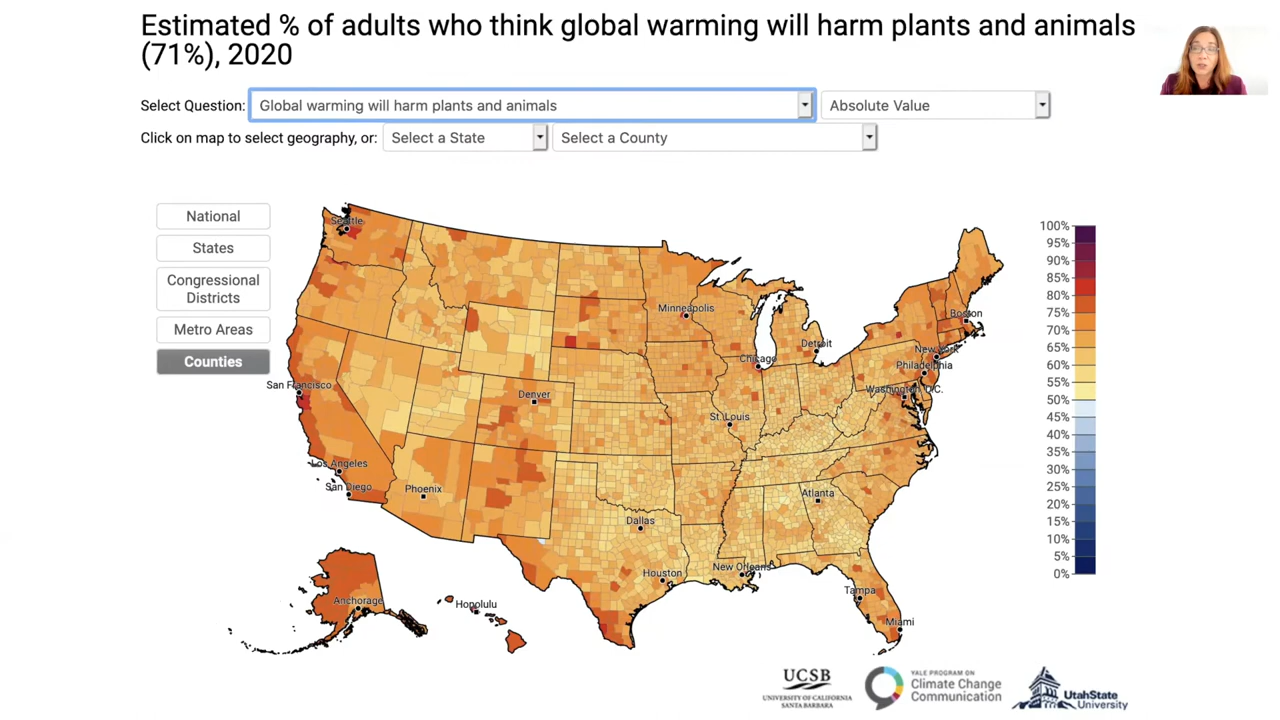 Estimated % of adults who think global warming will harm plants and animals
(71%), 2020
Select Question:
Global warming will harm plants and animals
Absolute Value
Click on map to select geography, or:
Select a State
Select a County
National
States
Congressional
Districts
Metro Areas
Counties
Seattle
Minneapolis
Boston
Detroit
New York
Chicago
Philadelphia
San Francisco
Washington, D.C.
Denver
St. Louis
Los Angeles
San Diego
Phoenix
Atlanta
Dallas
Houston
New Orleans
Tampa
Anchorage
Honolulu
Miami
100%
95%
90%
85%
80%
75%
70%
65%
60%
55%
50%
45%
40%
35%
30%
25%
20%
15%
10%
5%
0%
UCSB
UNIVERSITY OF CALIFORNIA
SANTA BARBARA
YALE PROGRAM ON
Climate Change
Communication
UtahState
University